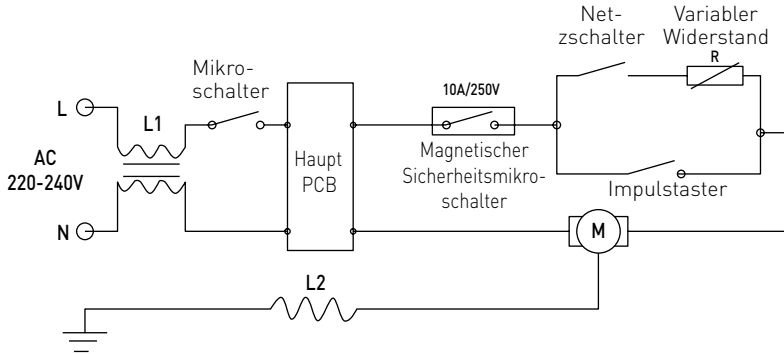 Net-
zschalter
Variabler
Widerstand
R
Mikro-
schalter
10A/250V
L
L1
AC
220-240V
Haupt
PCB
Magnetischer
Sicherheitsmikro-
schalter
Impulstaster
N
M
L2